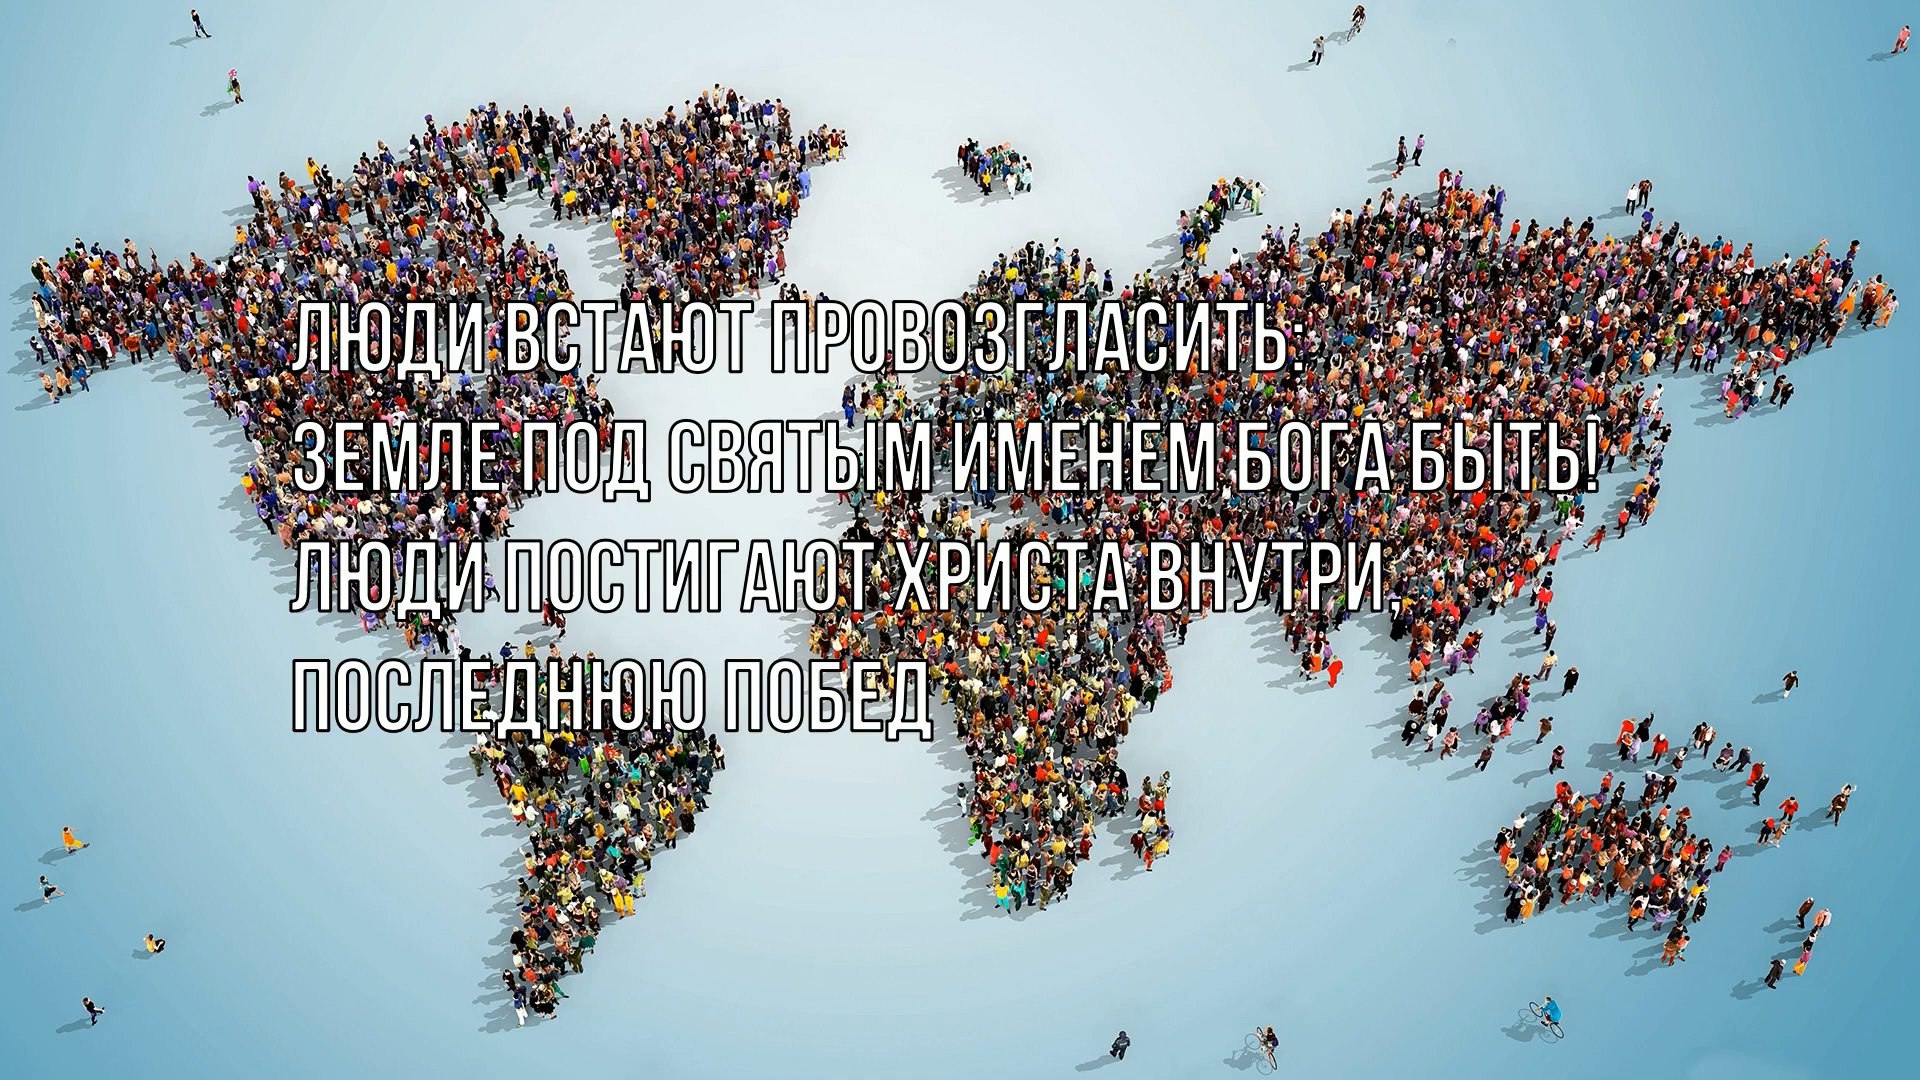 ЛЮДИ ВСТАЮТ ПРОВОЗГЛАСИТЬ:
ЗЕМЛЕ ПОД СВЯТЫМ ИМЕНЕМ БОГА БЫТЬ!
ЛЮДИ ПОСТИГАЮТ ХРИСТА ВНУТРИ,
ПОСЛЕДНЮЮ ПОБЕД